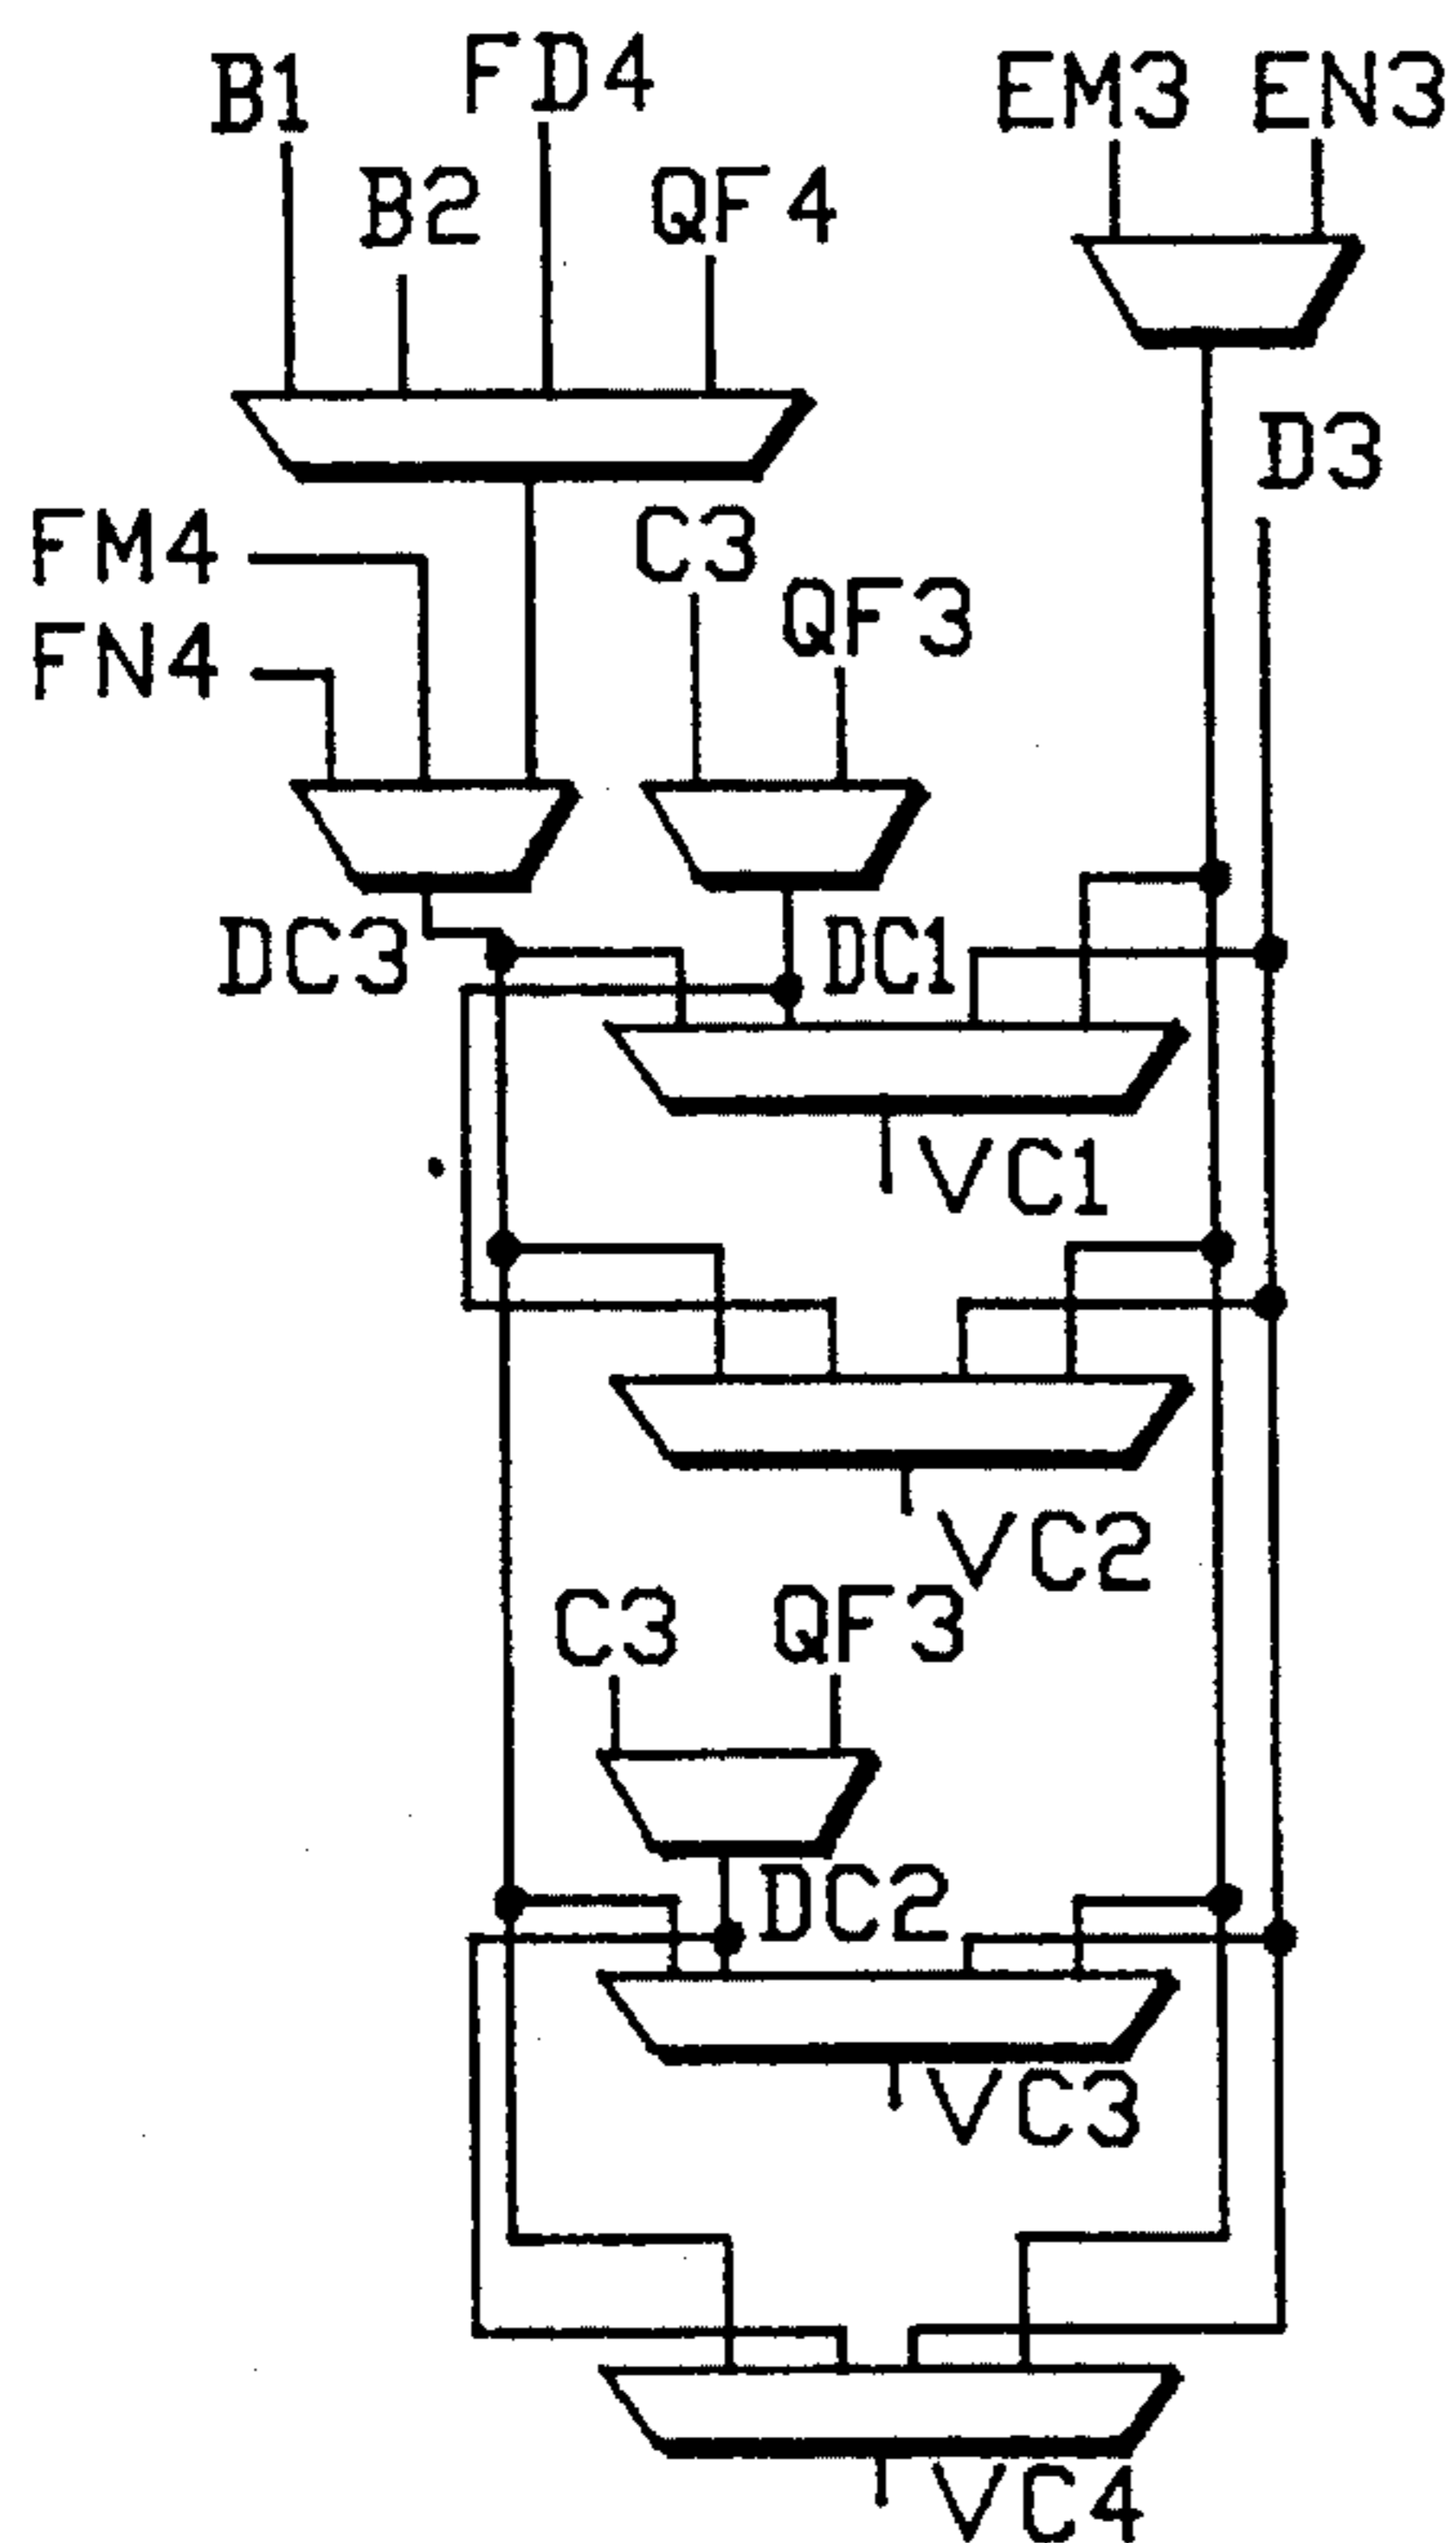 B1 FD4 EM3 EN3
B2 QF4
D3
FM4 C3
QF3
FN4
DC3 DC1
VC1
VC2
C3 QF3
DC2
VC3
VC4